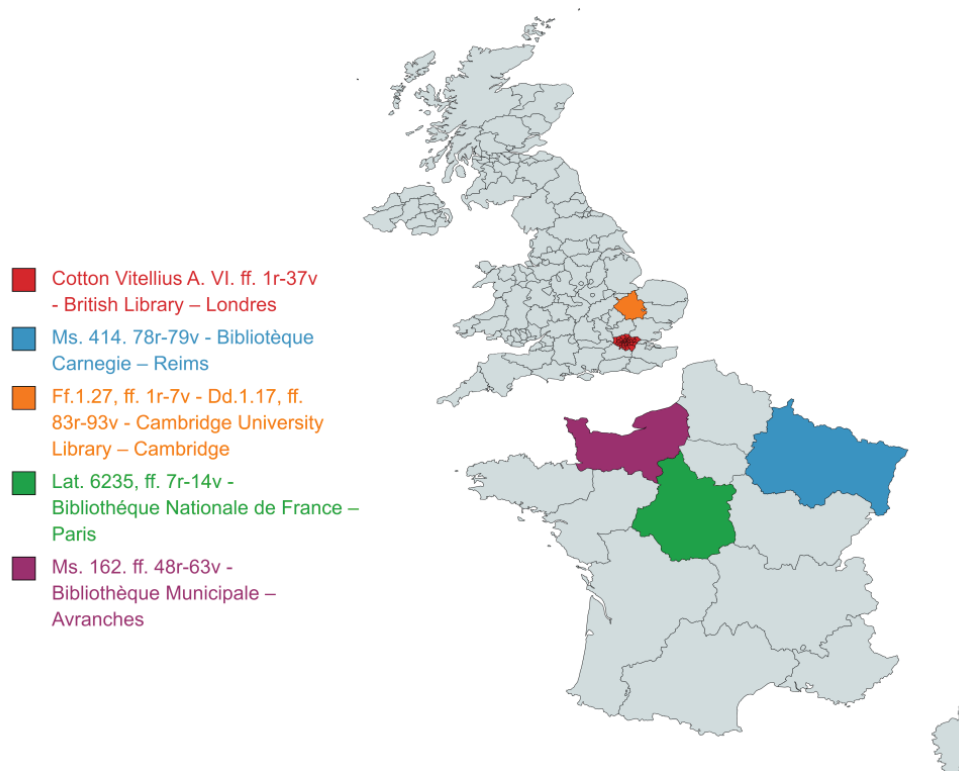 Cotton Vitellius A. VI. ff. 1r-37v
- British Library – Londres
Ms. 414. 78r-79v - Bibliotèque
Carnegie – Reims
Ff.1.27, ff. 1r-7v - Dd.1.17, ff.
83r-93v - Cambridge University
Library – Cambridge
Lat. 6235, ff. 7r-14v -
Bibliothéque Nationale de France –
Paris
Ms. 162. ff. 48r-63v -
Bibliothèque Municipale –
Avranches